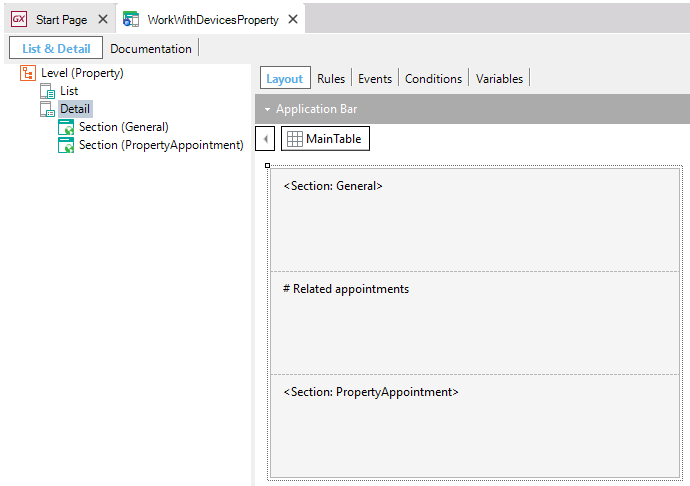 GX Start Page WorkWithDevicesProperty
List & Detail Documentation
Level (Property)
List
Detail
Section (General)
Section (PropertyAppointment)
Layout Rules Events Conditions Variables
Application Bar
MainTable
<Section: General>
# Related appointments
<Section: PropertyAppointment>